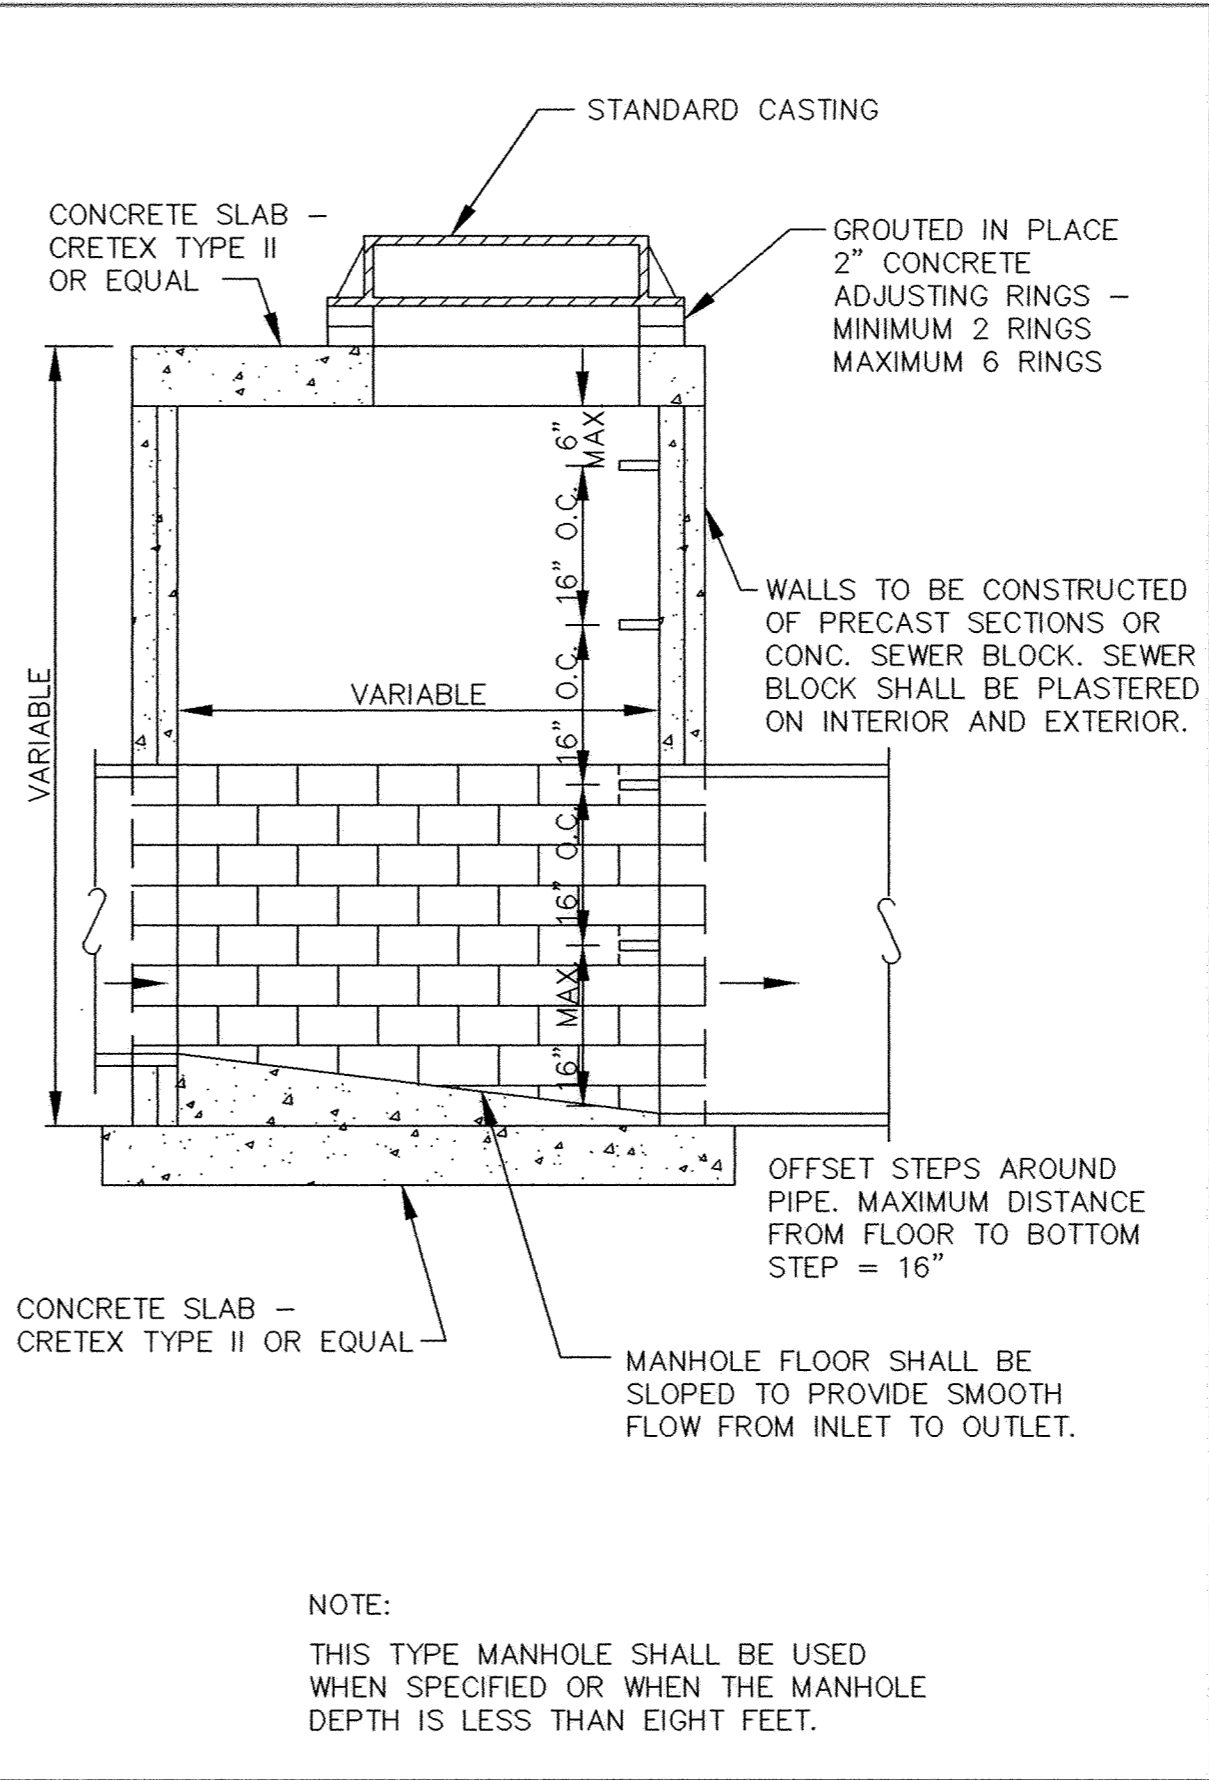 STANDARD CASTING
CONCRETE SLAB –
CRETEX TYPE II
OR EQUAL
GROUTED IN PLACE
2" CONCRETE
ADJUSTING RINGS –
MINIMUM 2 RINGS
MAXIMUM 6 RINGS
6"
MAX.
16" O.C.
16" O.C.
16" O.C.
16" MAX.
VARIABLE
VARIABLE
WALLS TO BE CONSTRUCTED
OF PRECAST SECTIONS OR
CONC. SEWER BLOCK. SEWER
BLOCK SHALL BE PLASTERED
ON INTERIOR AND EXTERIOR.
OFFSET STEPS AROUND
PIPE. MAXIMUM DISTANCE
FROM FLOOR TO BOTTOM
STEP = 16"
CONCRETE SLAB –
CRETEX TYPE II OR EQUAL
MANHOLE FLOOR SHALL BE
SLOPED TO PROVIDE SMOOTH
FLOW FROM INLET TO OUTLET.
NOTE:
THIS TYPE MANHOLE SHALL BE USED
WHEN SPECIFIED OR WHEN THE MANHOLE
DEPTH IS LESS THAN EIGHT FEET.